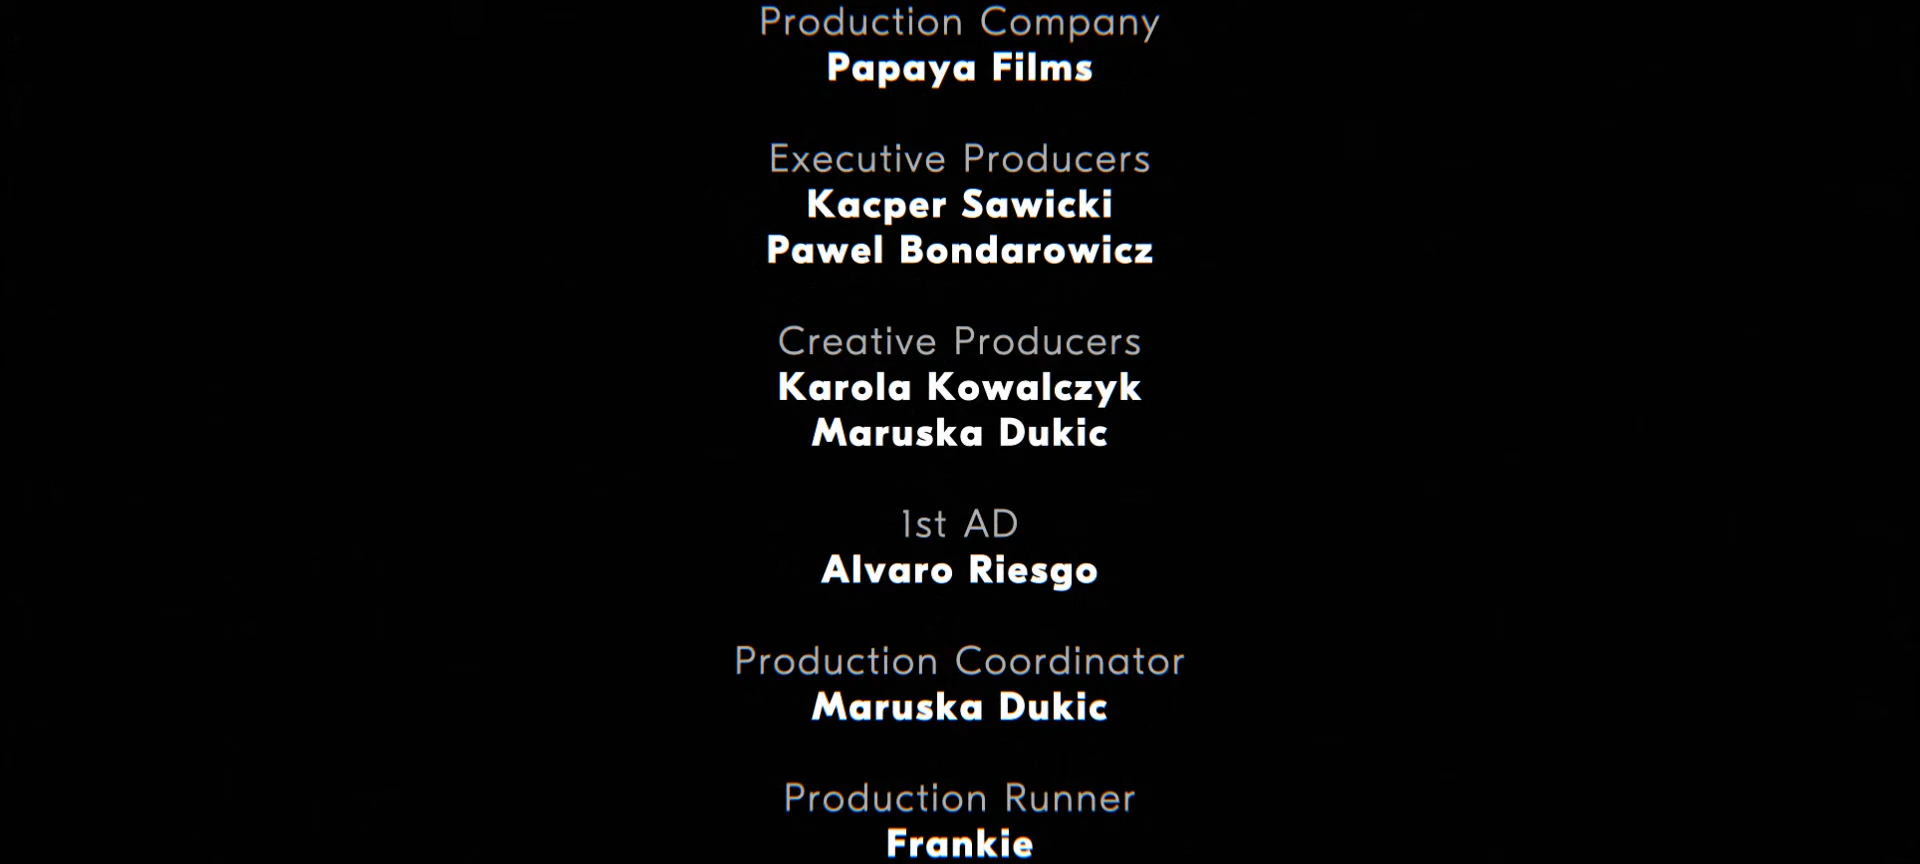 Production Company
Papaya Films
Executive Producers
Kacper Sawicki
Pawel Bondarowicz
Creative Producers
Karola Kowalczyk
Maruska Dukic
1st AD
Alvaro Riesgo
Production Coordinator
Maruska Dukic
Production Runner
Frankie